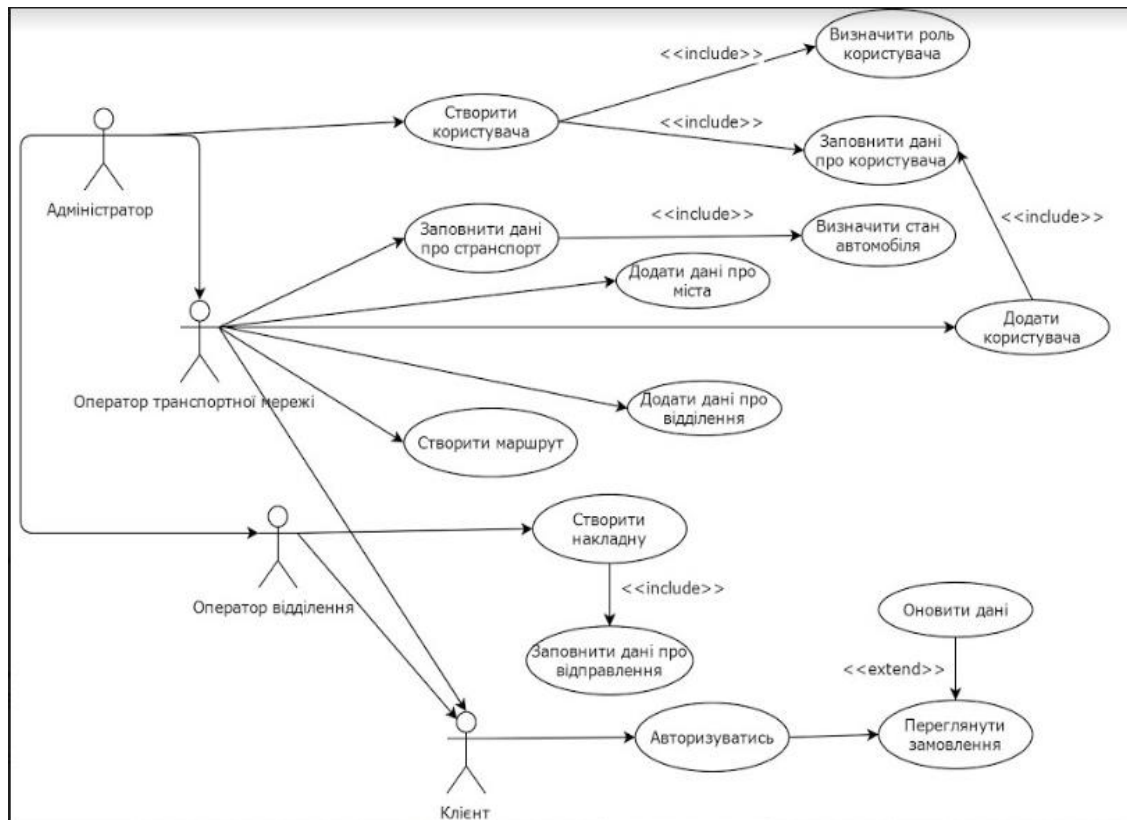 Визначити роль
користувача
<<include>>
Створити
користувача
<<include>>
Заповнити дані
про користувача
Адміністратор
Заповнити дані
про странспорт
<<include>>
Визначити стан
автомобіля
<<include>>
Додати дані про
міста
Додати
користувача
Оператор транспортної мережі
Додати дані про
відділення
Створити маршрут
Створити
накладну
<<include>>
Оператор відділення
Оновити дані
Заповнити дані про
відправлення
<<extend>>
Авторизуватись
Переглянути
замовлення
Клієнт